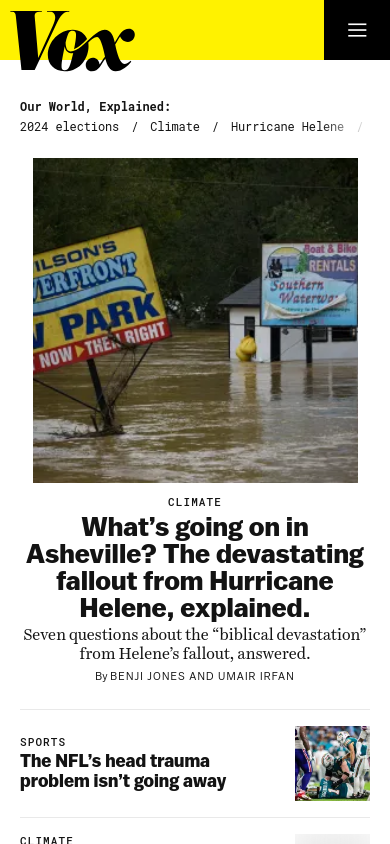 Vox
Our World, Explained:
2024 elections / Climate / Hurricane Helene /
ILSON'S
VERFRONT
V PARK
NOW ▶ THEN RIGHT
Boat & Bike
RENTALS
Southern
Waterways
CLIMATE
What’s going on in
Asheville? The devastating
fallout from Hurricane
Helene, explained.
Seven questions about the “biblical devastation”
from Helene’s fallout, answered.
By BENJI JONES AND UMAIR IRFAN
SPORTS
The NFL’s head trauma
problem isn’t going away
CLIMATE